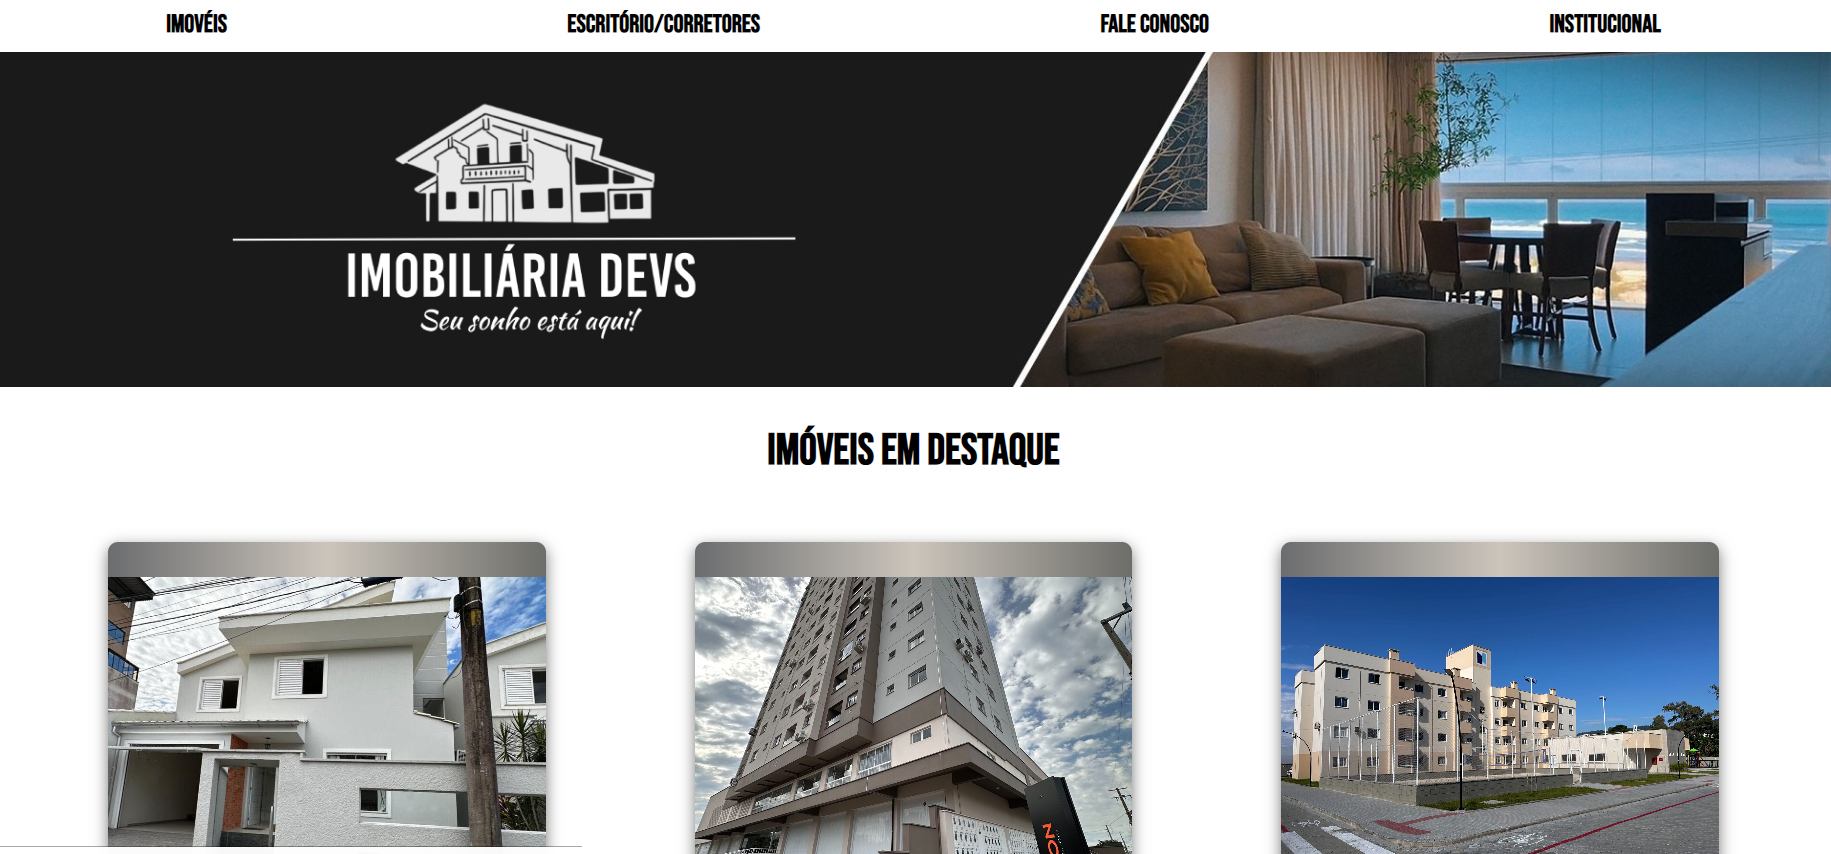 IMOVÉIS
ESCRITÓRIO/CORRETORES
FALE CONOSCO
INSTITUCIONAL
IMOBILIÁRIA DEVS
Seu sonho está aqui!
IMÓVEIS EM DESTAQUE